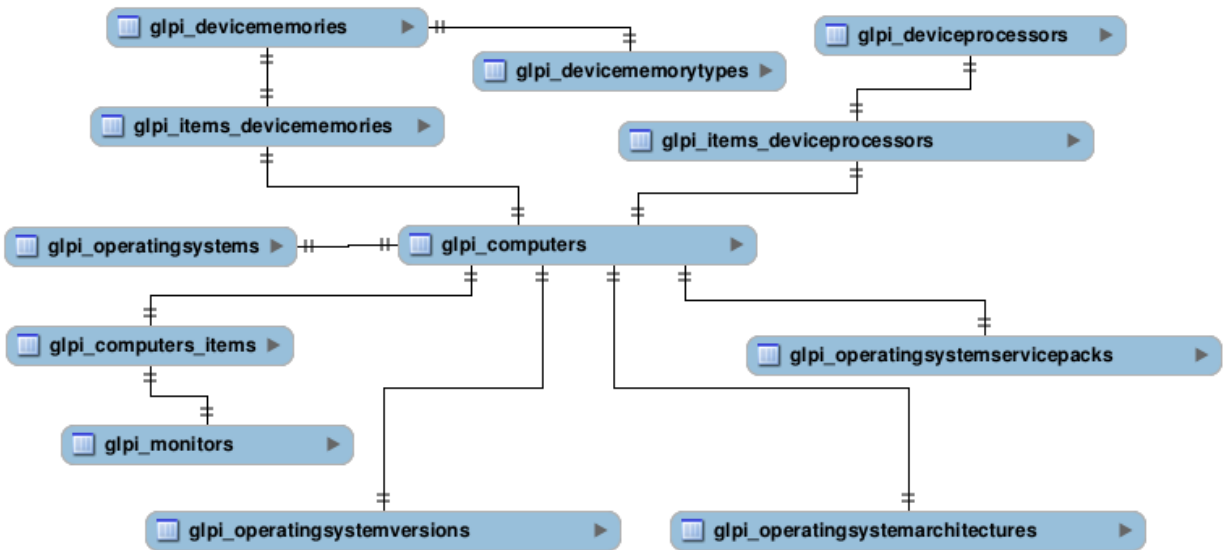 glpi_devicememories
glpi_deviceprocessors
glpi_devicememorytypes
glpi_items_devicememories
glpi_items_deviceprocessors
glpi_operatingsystems
glpi_computers
glpi_computers_items
glpi_operatingsystemservicepacks
glpi_monitors
glpi_operatingsystemversions
glpi_operatingsystemarchitectures